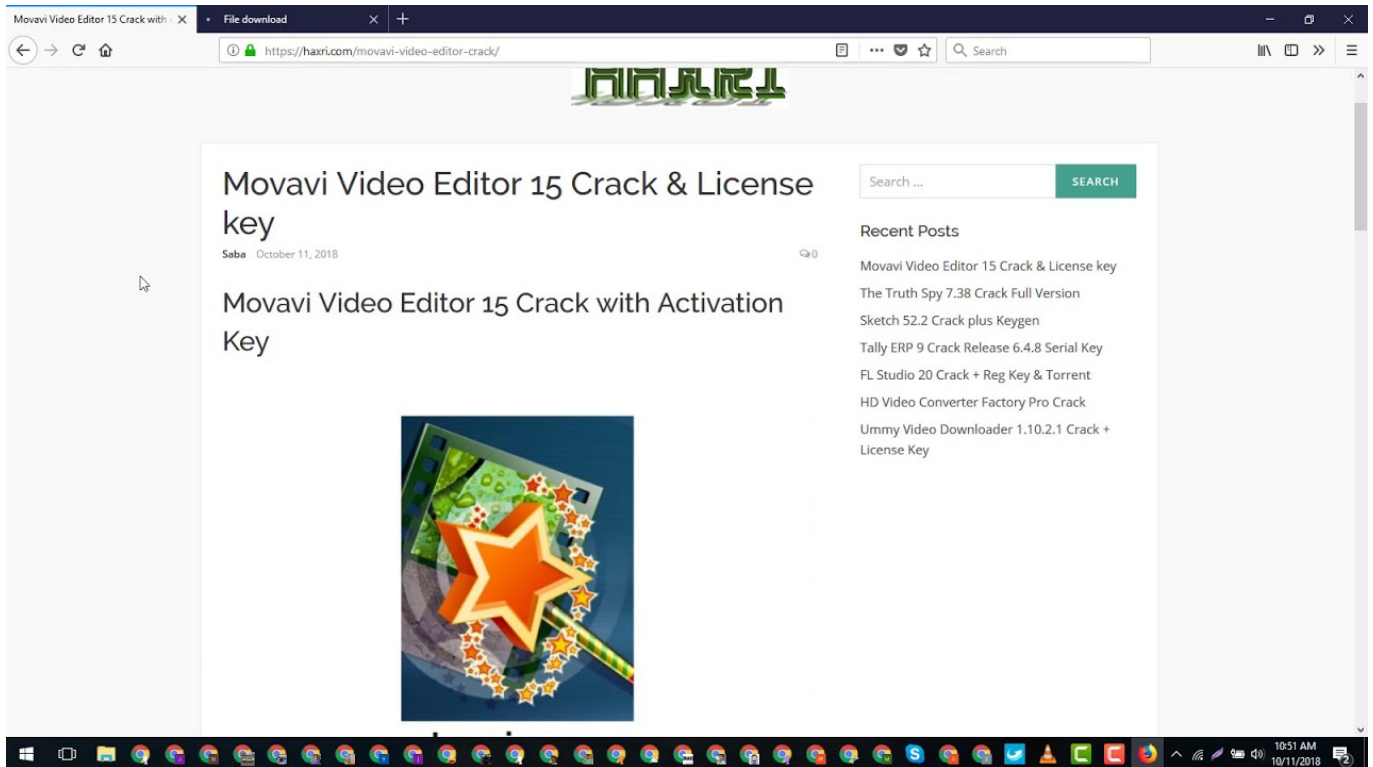 Movavi Video Editor 15 Crack with
File download
https://haxri.com/movavi-video-editor-crack/
Search
HAXRI
Movavi Video Editor 15 Crack & License
key
Saba October 11, 2018
0
Movavi Video Editor 15 Crack with Activation
Key
Search ...
SEARCH
Recent Posts
Movavi Video Editor 15 Crack & License key
The Truth Spy 7.38 Crack Full Version
Sketch 52.2 Crack plus Keygen
Tally ERP 9 Crack Release 6.4.8 Serial Key
FL Studio 20 Crack + Reg Key & Torrent
HD Video Converter Factory Pro Crack
Ummy Video Downloader 1.10.2.1 Crack +
License Key
10:51 AM
10/11/2018
2